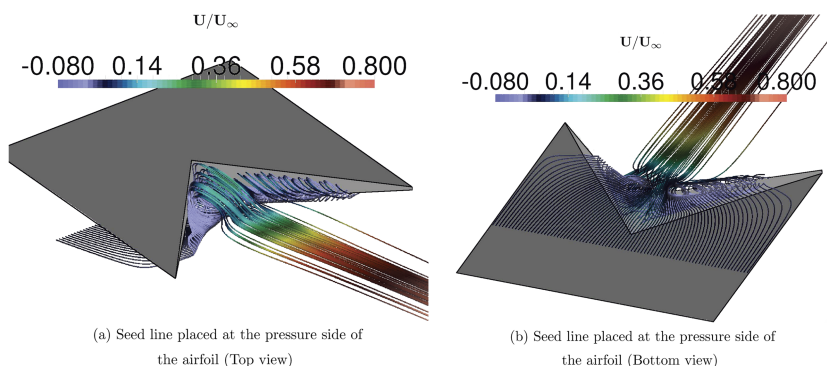 U/U∞
-0.080 0.14 0.36 0.58 0.800
(a) Seed line placed at the pressure side of
the airfoil (Top view)
U/U∞
-0.080 0.14 0.36 0.58 0.800
(b) Seed line placed at the pressure side of
the airfoil (Bottom view)